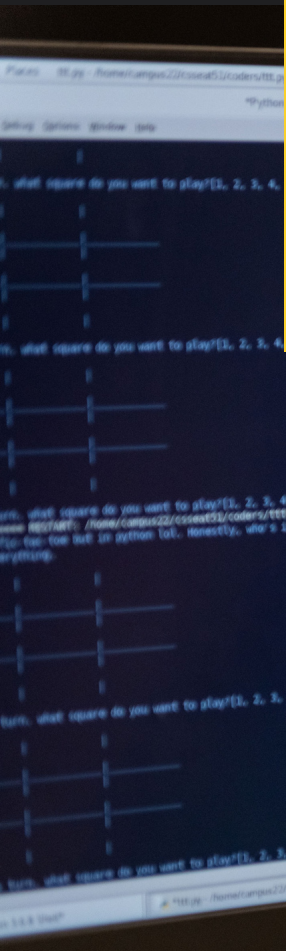 Places ttt.py - /home/campus22/csseat51/coders/ttt.py
*Python
Debug Options Window Help
what square do you want to play?[1, 2, 3, 4,
what square do you want to play?[1, 2, 3, 4,
turn. what square do you want to play?[1, 2, 3, 4
RESTART: /home/campus22/csseat51/coders/ttt
tic-tac-toe but in python lol. Honestly, who's
erything.
turn. what square do you want to play?[1, 2, 3,
turn. what square do you want to play?[1, 2, 3,
*ttt.py - /home/campus22/